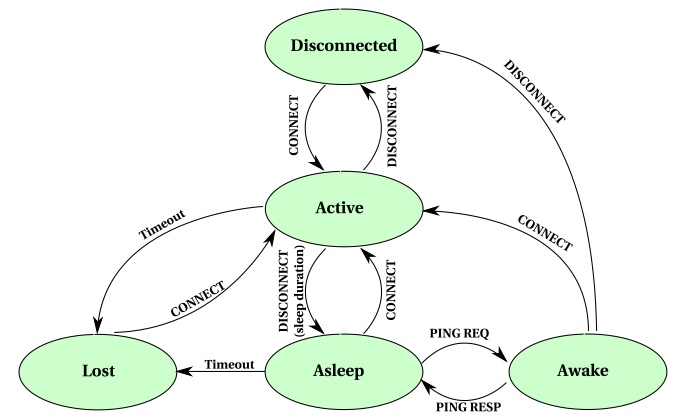 Disconnected
CONNECT
DISCONNECT
DISCONNECT
Active
Timeout
CONNECT
CONNECT
DISCONNECT
(sleep duration)
CONNECT
PING REQ
Lost
Timeout
Asleep
Awake
PING RESP